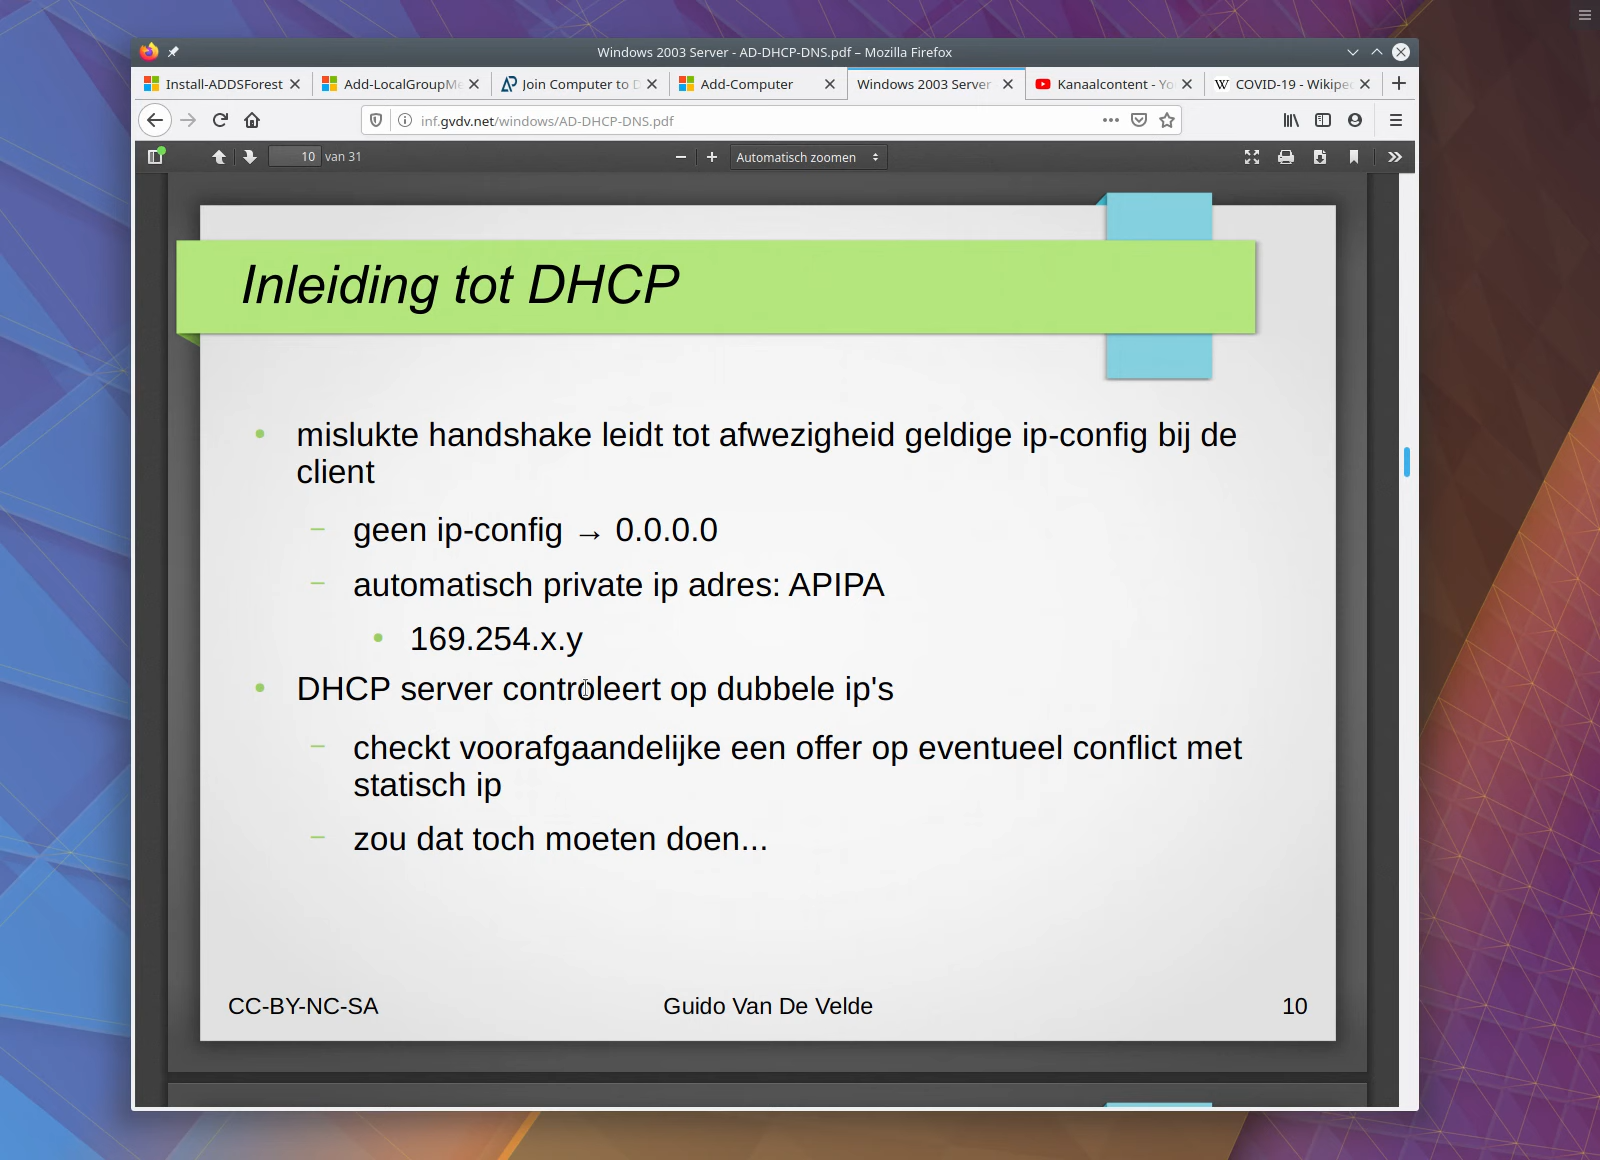 Windows 2003 Server - AD-DHCP-DNS.pdf – Mozilla Firefox
Install-ADDSForest
Add-LocalGroupMe
Join Computer to D
Add-Computer
Windows 2003 Server
Kanaalcontent - Yo
COVID-19 - Wikipec
inf.gvdv.net/windows/AD-DHCP-DNS.pdf
10 van 31
Automatisch zoomen
Inleiding tot DHCP
• mislukte handshake leidt tot afwezigheid geldige ip-config bij de
client
– geen ip-config → 0.0.0.0
– automatisch private ip adres: APIPA
• 169.254.x.y
• DHCP server controleert op dubbele ip's
– checkt voorafgaandelijke een offer op eventueel conflict met
statisch ip
– zou dat toch moeten doen...
CC-BY-NC-SA
Guido Van De Velde
10